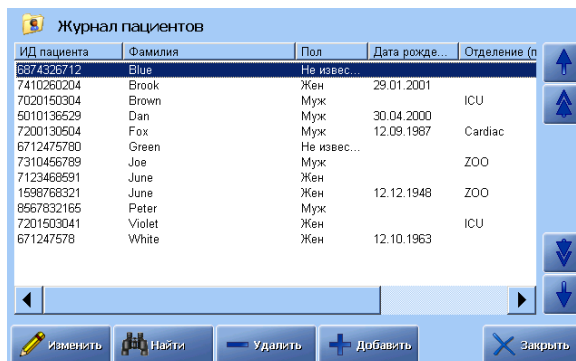 Журнал пациентов
ИД пациента Фамилия Пол Дата рожде... Отделение (п
6874326712 Blue Не извес...
7410260204 Brook Жен 29.01.2001
7020150304 Brown Муж ICU
5010136529 Dan Муж 30.04.2000
7200130504 Fox Муж 12.09.1987 Cardiac
6712475780 Green Не извес...
7310456789 Joe Муж ZOO
7123468591 June Жен
1598768321 June Жен 12.12.1948 ZOO
8567832165 Peter Муж
7201503041 Violet Жен ICU
671247578 White Жен 12.10.1963
Изменить Найти Удалить Добавить Закрыть